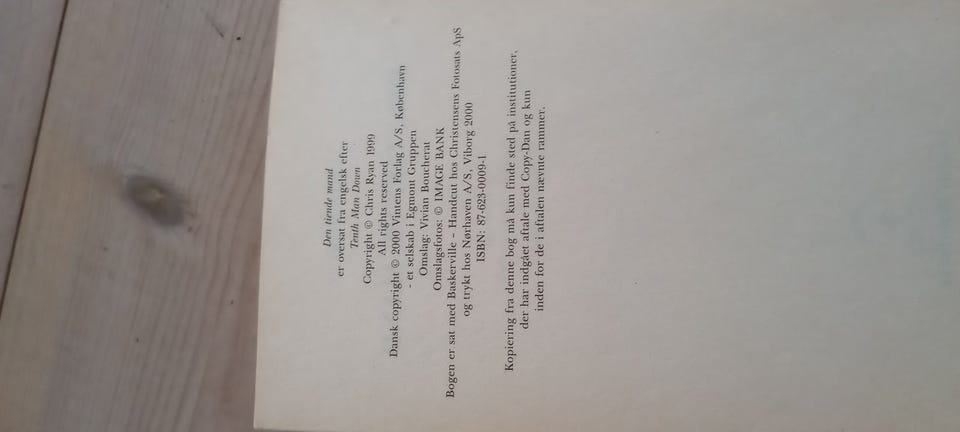 Den tiende mand
er oversat fra engelsk efter
Tenth Man Down
Copyright © Chris Ryan 1999
All rights reserved
Dansk copyright © 2000 Vintens Forlag A/S, København
- et selskab i Egmont Gruppen
Omslag: Vivian Boucherat
Omslagsfotos: © IMAGE BANK
Bogen er sat med Baskerville - Handcut hos Christensens Fotosats ApS
og trykt hos Nørhaven A/S, Viborg 2000
ISBN: 87-623-0009-1
Kopiering fra denne bog må kun finde sted på institutioner,
der har indgået aftale med Copy-Dan og kun
inden for de i aftalen nævnte rammer.